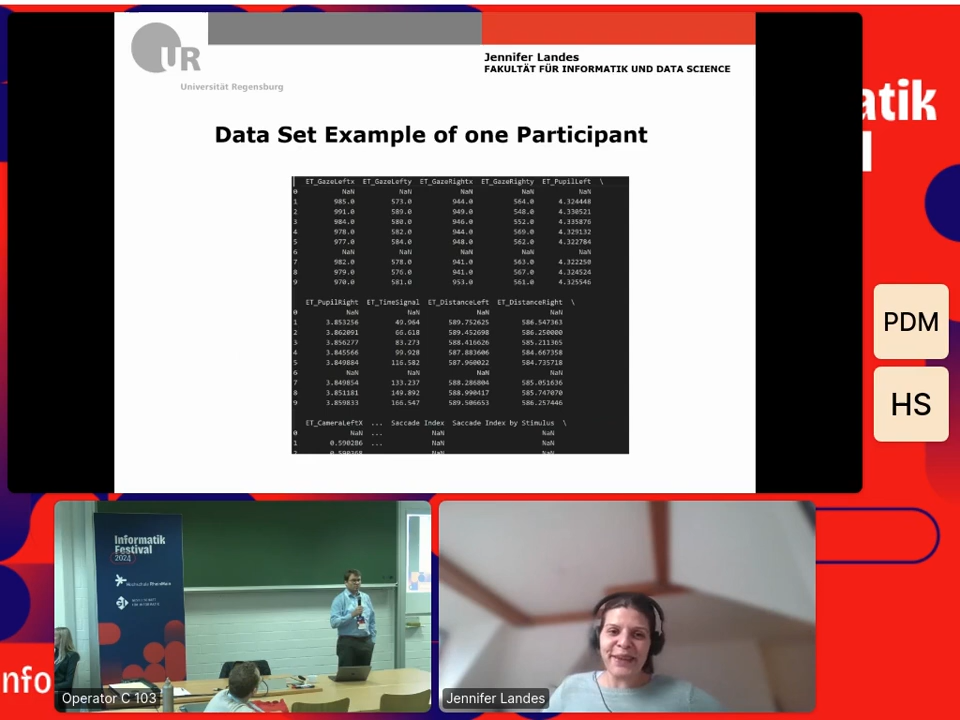 UR
Universität Regensburg
Jennifer Landes
FAKULTÄT FÜR INFORMATIK UND DATA SCIENCE
Data Set Example of one Participant
ET_GazeLeftx ET_GazeLefty ET_GazeRightx ET_GazeRighty ET_PupilLeft \
0 NaN NaN NaN NaN NaN
1 985.0 573.0 944.0 564.0 4.324448
2 991.0 589.0 949.0 548.0 4.330521
3 984.0 580.0 946.0 552.0 4.335876
4 978.0 582.0 944.0 569.0 4.329132
5 977.0 584.0 948.0 562.0 4.322784
6 NaN NaN NaN NaN NaN
7 982.0 578.0 941.0 563.0 4.322250
8 979.0 576.0 941.0 567.0 4.324524
9 970.0 581.0 953.0 561.0 4.325546
ET_PupilRight ET_TimeSignal ET_DistanceLeft ET_DistanceRight \
0 NaN NaN NaN NaN
1 3.853256 49.964 589.752625 586.547363
2 3.862091 66.618 589.452698 586.250000
3 3.856277 83.273 588.416626 585.211365
4 3.845566 99.928 587.883606 584.667358
5 3.849884 116.582 587.960022 584.735718
6 NaN NaN NaN NaN
7 3.849854 133.237 588.286804 585.051636
8 3.851181 149.892 588.990417 585.747070
9 3.859833 166.547 589.506653 586.257446
ET_CameraLeftX ... Saccade Index Saccade Index by Stimulus \
0 NaN ... NaN NaN
1 0.590286 ... NaN NaN
2 0.590368 ... NaN NaN
atik
PDM
HS
Informatik
Festival
2024
Hochschule RheinMain
nfo
Operator C 103
Jennifer Landes